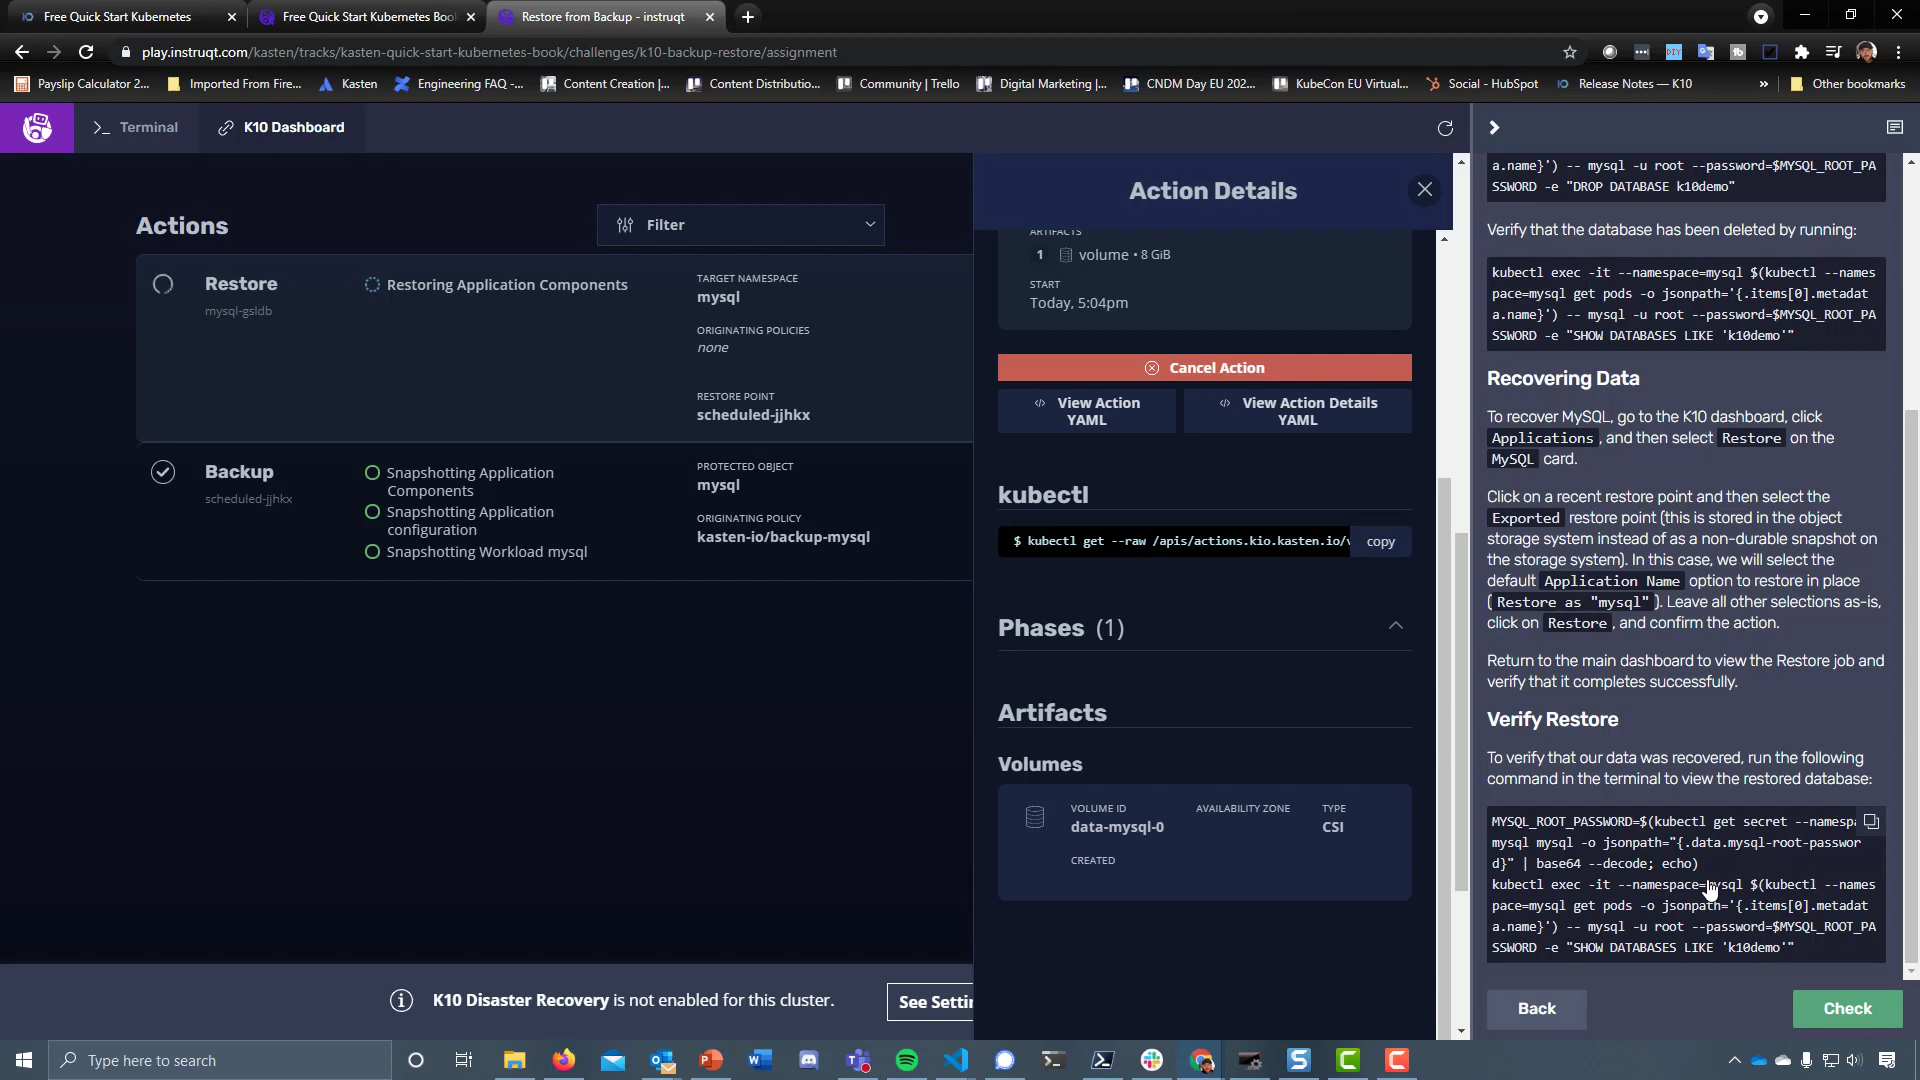 Free Quick Start Kubernetes
Free Quick Start Kubernetes Boo
Restore from Backup - instruqt
play.instruqt.com/kasten/tracks/kasten-quick-start-kubernetes-book/challenges/k10-backup-restore/assignment
Payslip Calculator 2...
Imported From Fire...
Kasten
Engineering FAQ -...
Content Creation |...
Content Distributio...
Community | Trello
Digital Marketing |...
CNDM Day EU 202...
KubeCon EU Virtual...
Social - HubSpot
Release Notes — K10
»
Other bookmarks
Terminal
K10 Dashboard
Actions
Filter
Restore
mysql-gsldb
Restoring Application Components
TARGET NAMESPACE
mysql
ORIGINATING POLICIES
none
RESTORE POINT
scheduled-jjhkx
Backup
scheduled-jjhkx
Snapshotting Application
Components
Snapshotting Application
configuration
Snapshotting Workload mysql
PROTECTED OBJECT
mysql
ORIGINATING POLICY
kasten-io/backup-mysql
K10 Disaster Recovery is not enabled for this cluster.
See Settin
Action Details
ARTIFACTS
1 volume • 8 GiB
START
Today, 5:04pm
Cancel Action
View Action
YAML
View Action Details
YAML
kubectl
$ kubectl get --raw /apis/actions.kio.kasten.io/v
copy
Phases (1)
Artifacts
Volumes
VOLUME ID
data-mysql-0
AVAILABILITY ZONE
TYPE
CSI
CREATED
a.name}') -- mysql -u root --password=$MYSQL_ROOT_PA
SSWORD -e "DROP DATABASE k10demo"
Verify that the database has been deleted by running:
kubectl exec -it --namespace=mysql $(kubectl --names
pace=mysql get pods -o jsonpath='{.items[0].metadat
a.name}') -- mysql -u root --password=$MYSQL_ROOT_PA
SSWORD -e "SHOW DATABASES LIKE 'k10demo'"
Recovering Data
To recover MySQL, go to the K10 dashboard, click
Applications, and then select Restore on the
MySQL card.
Click on a recent restore point and then select the
Exported restore point (this is stored in the object
storage system instead of as a non-durable snapshot on
the storage system). In this case, we will select the
default Application Name option to restore in place
(Restore as "mysql"). Leave all other selections as-is,
click on Restore, and confirm the action.
Return to the main dashboard to view the Restore job and
verify that it completes successfully.
Verify Restore
To verify that our data was recovered, run the following
command in the terminal to view the restored database:
MYSQL_ROOT_PASSWORD=$(kubectl get secret --namespa
mysql mysql -o jsonpath="{.data.mysql-root-passwor
d}" | base64 --decode; echo)
kubectl exec -it --namespace=mysql $(kubectl --names
pace=mysql get pods -o jsonpath='{.items[0].metadat
a.name}') -- mysql -u root --password=$MYSQL_ROOT_PA
SSWORD -e "SHOW DATABASES LIKE 'k10demo'"
Back
Check
Type here to search